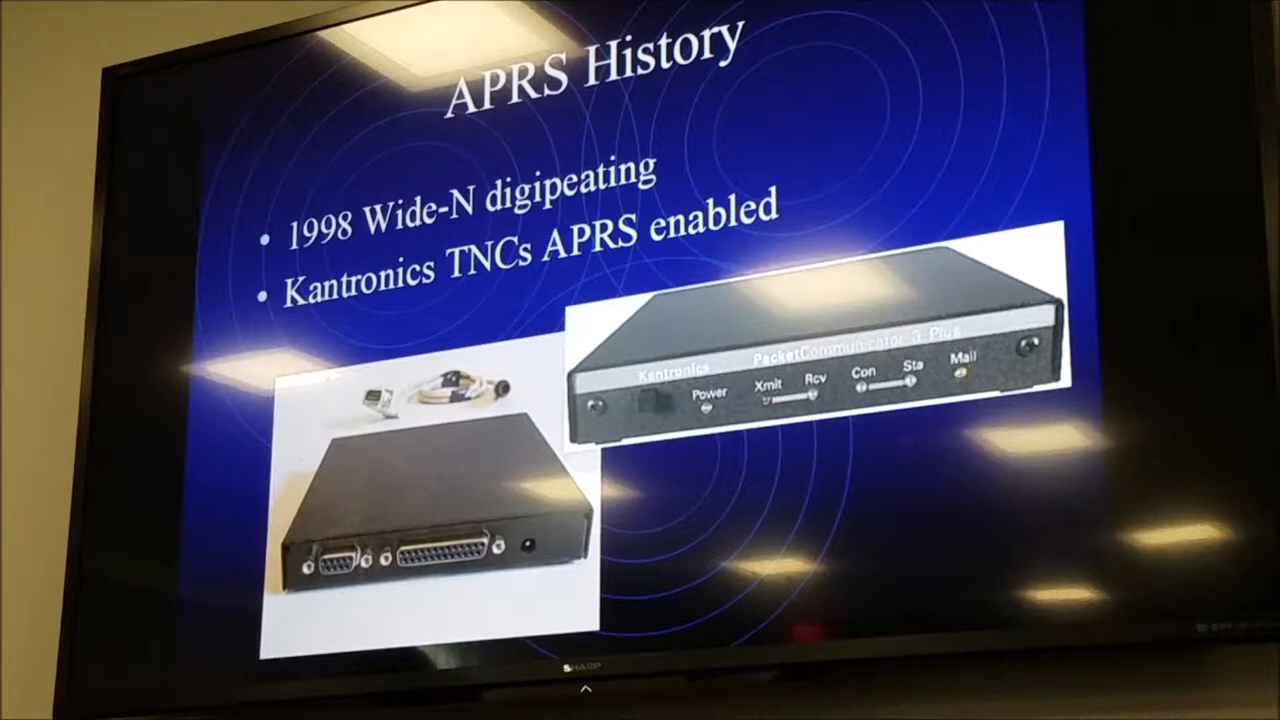 APRS History
• 1998 Wide-N digipeating
• Kantronics TNCs APRS enabled
Kantronics PacketCommunicator 3 Plus
Power Xmit Rcv Con Sta Mail
SHARP